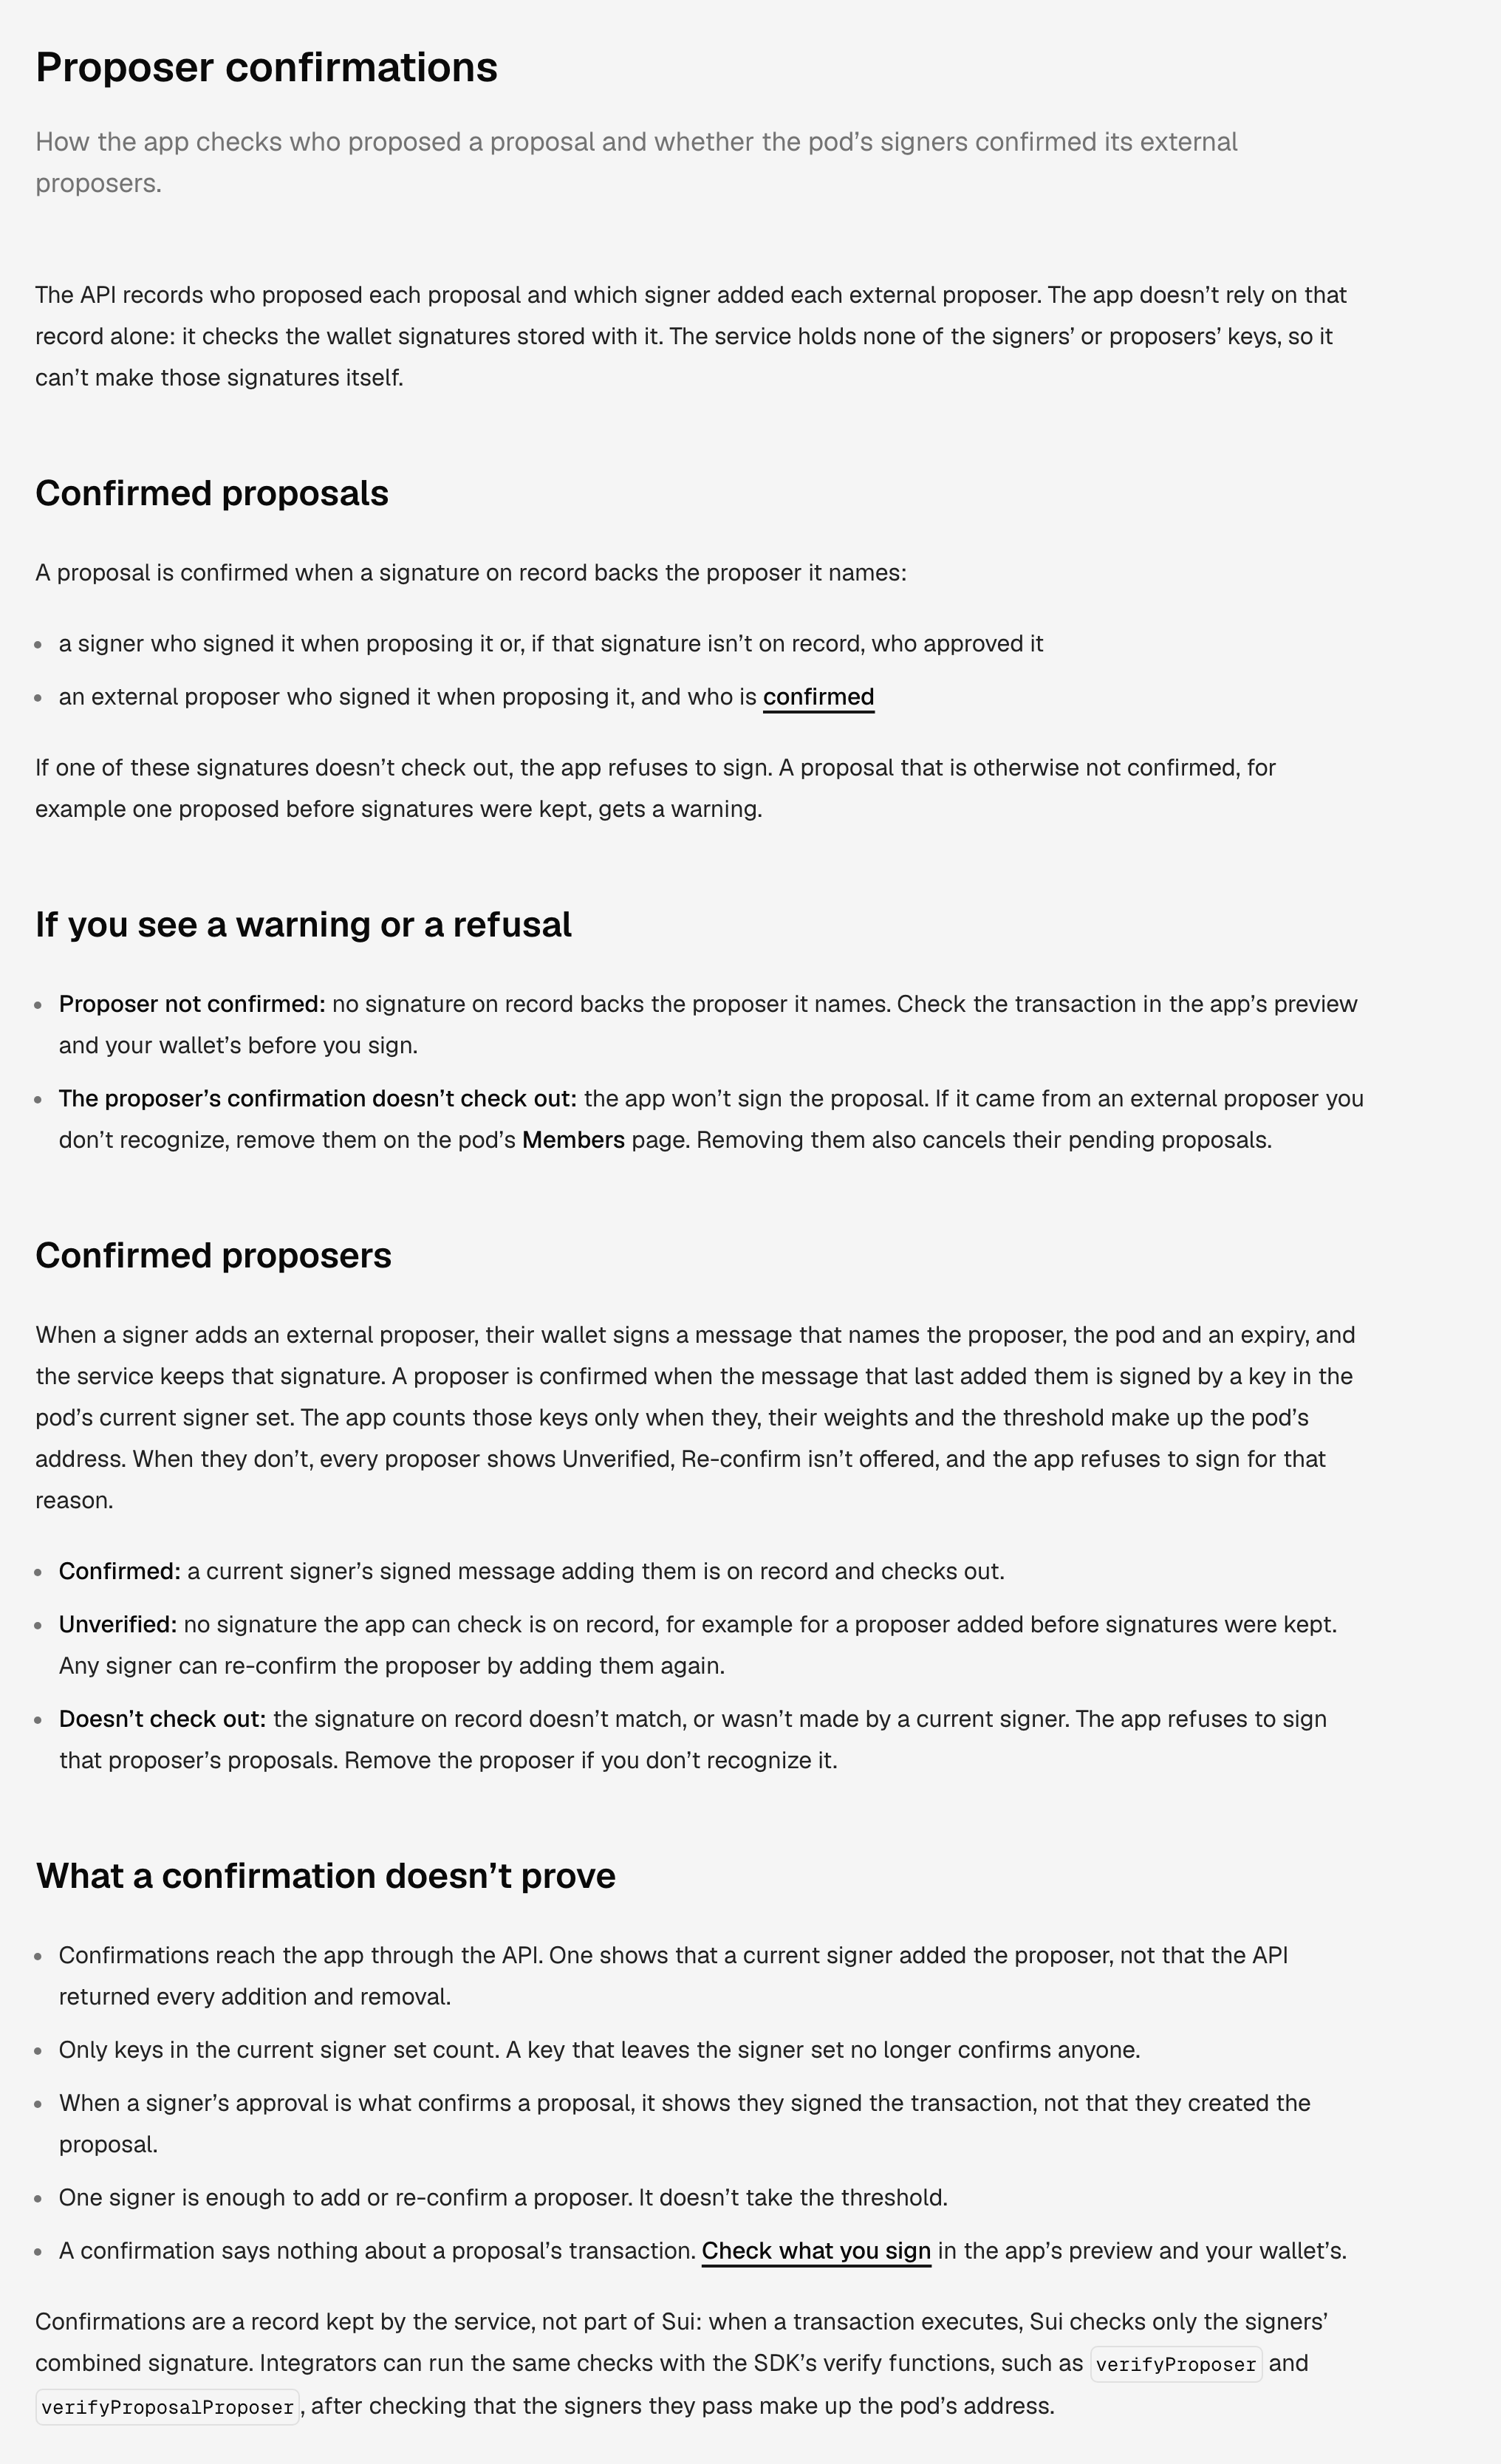 Proposer confirmations
How the app checks who proposed a proposal and whether the pod’s signers confirmed its external
proposers.
The API records who proposed each proposal and which signer added each external proposer. The app doesn’t rely on that
record alone: it checks the wallet signatures stored with it. The service holds none of the signers’ or proposers’ keys, so it
can’t make those signatures itself.
Confirmed proposals
A proposal is confirmed when a signature on record backs the proposer it names:
a signer who signed it when proposing it or, if that signature isn’t on record, who approved it
an external proposer who signed it when proposing it, and who is confirmed
If one of these signatures doesn’t check out, the app refuses to sign. A proposal that is otherwise not confirmed, for
example one proposed before signatures were kept, gets a warning.
If you see a warning or a refusal
Proposer not confirmed: no signature on record backs the proposer it names. Check the transaction in the app’s preview
and your wallet’s before you sign.
The proposer’s confirmation doesn’t check out: the app won’t sign the proposal. If it came from an external proposer you
don’t recognize, remove them on the pod’s Members page. Removing them also cancels their pending proposals.
Confirmed proposers
When a signer adds an external proposer, their wallet signs a message that names the proposer, the pod and an expiry, and
the service keeps that signature. A proposer is confirmed when the message that last added them is signed by a key in the
pod’s current signer set. The app counts those keys only when they, their weights and the threshold make up the pod’s
address. When they don’t, every proposer shows Unverified, Re-confirm isn’t offered, and the app refuses to sign for that
reason.
Confirmed: a current signer’s signed message adding them is on record and checks out.
Unverified: no signature the app can check is on record, for example for a proposer added before signatures were kept.
Any signer can re-confirm the proposer by adding them again.
Doesn’t check out: the signature on record doesn’t match, or wasn’t made by a current signer. The app refuses to sign
that proposer’s proposals. Remove the proposer if you don’t recognize it.
What a confirmation doesn’t prove
Confirmations reach the app through the API. One shows that a current signer added the proposer, not that the API
returned every addition and removal.
Only keys in the current signer set count. A key that leaves the signer set no longer confirms anyone.
When a signer’s approval is what confirms a proposal, it shows they signed the transaction, not that they created the
proposal.
One signer is enough to add or re-confirm a proposer. It doesn’t take the threshold.
A confirmation says nothing about a proposal’s transaction. Check what you sign in the app’s preview and your wallet’s.
Confirmations are a record kept by the service, not part of Sui: when a transaction executes, Sui checks only the signers’
combined signature. Integrators can run the same checks with the SDK’s verify functions, such as verifyProposer and
verifyProposalProposer, after checking that the signers they pass make up the pod’s address.